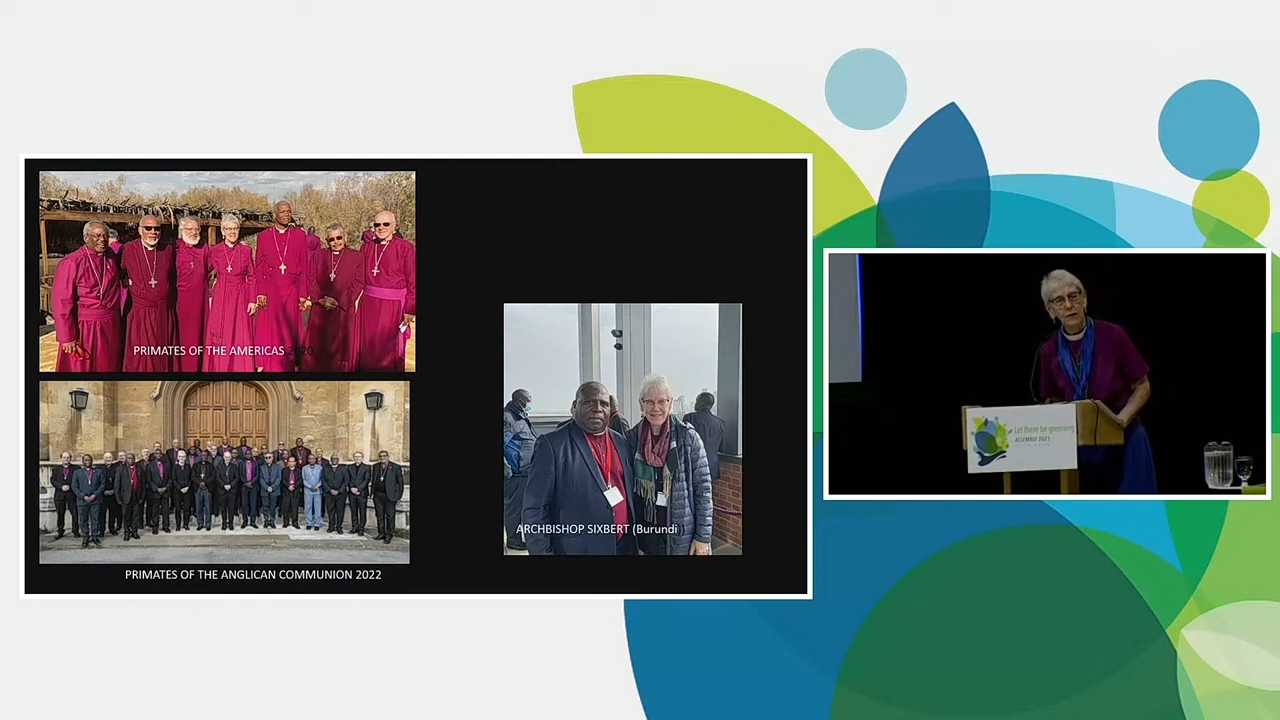 PRIMATES OF THE AMERICAS 2020
PRIMATES OF THE ANGLICAN COMMUNION 2022
ARCHBISHOP SIXBERT (Burundi)
Let there be greening
ASSEMBLY 2023